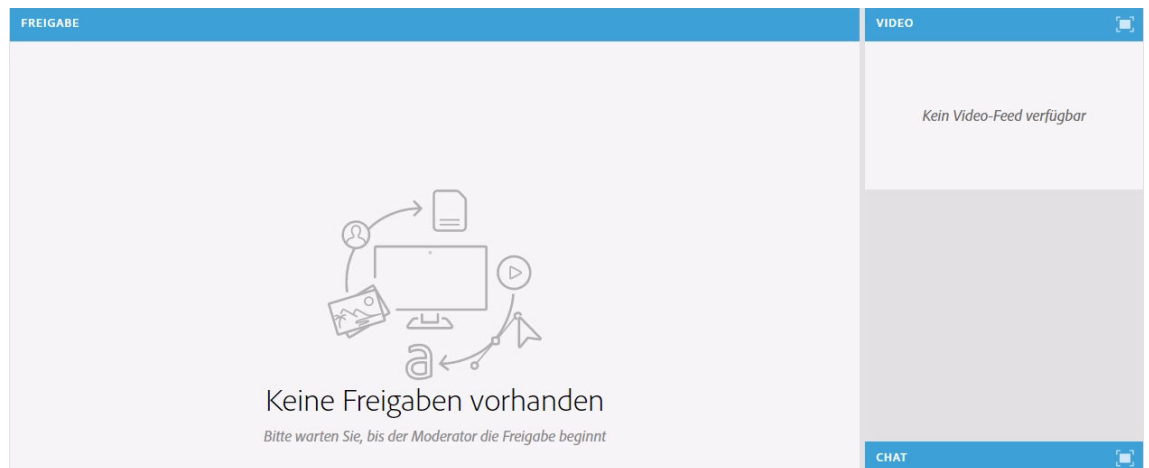 FREIGABE
VIDEO
Kein Video-Feed verfügbar
a
Keine Freigaben vorhanden
Bitte warten Sie, bis der Moderator die Freigabe beginnt
CHAT